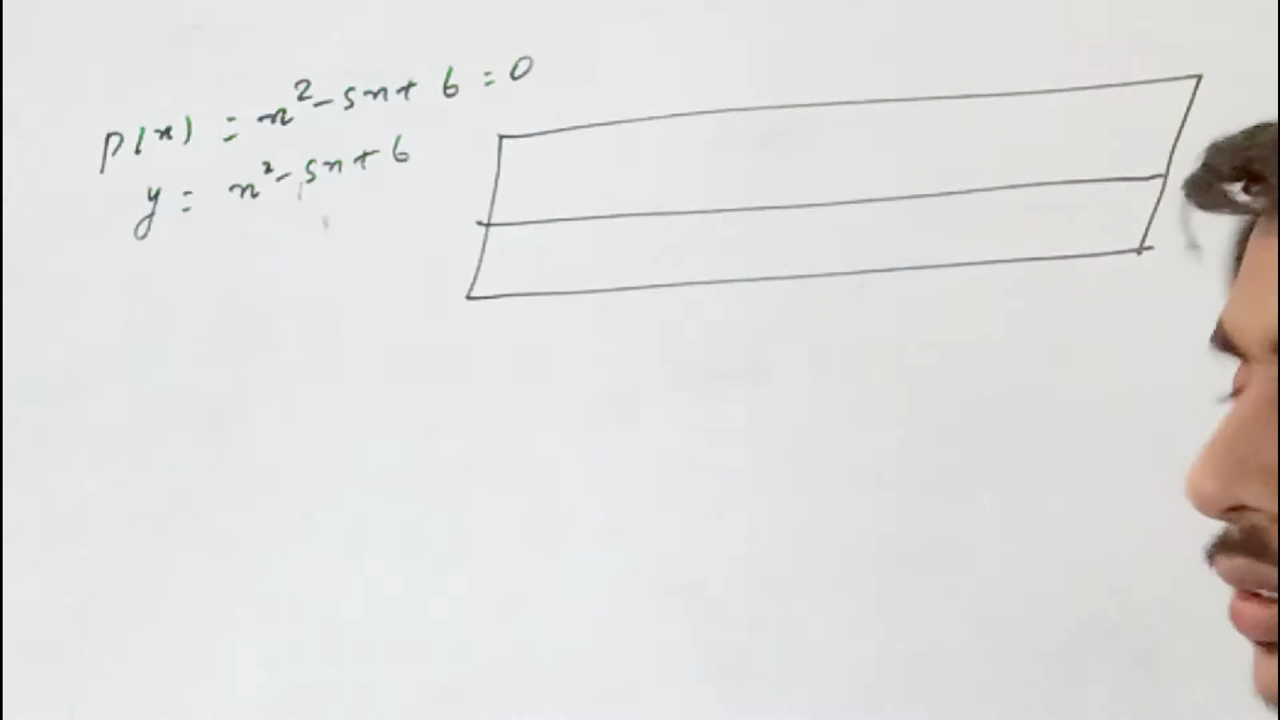 p(x) = x² - 5x + 6 = 0
y = x² - 5x + 6